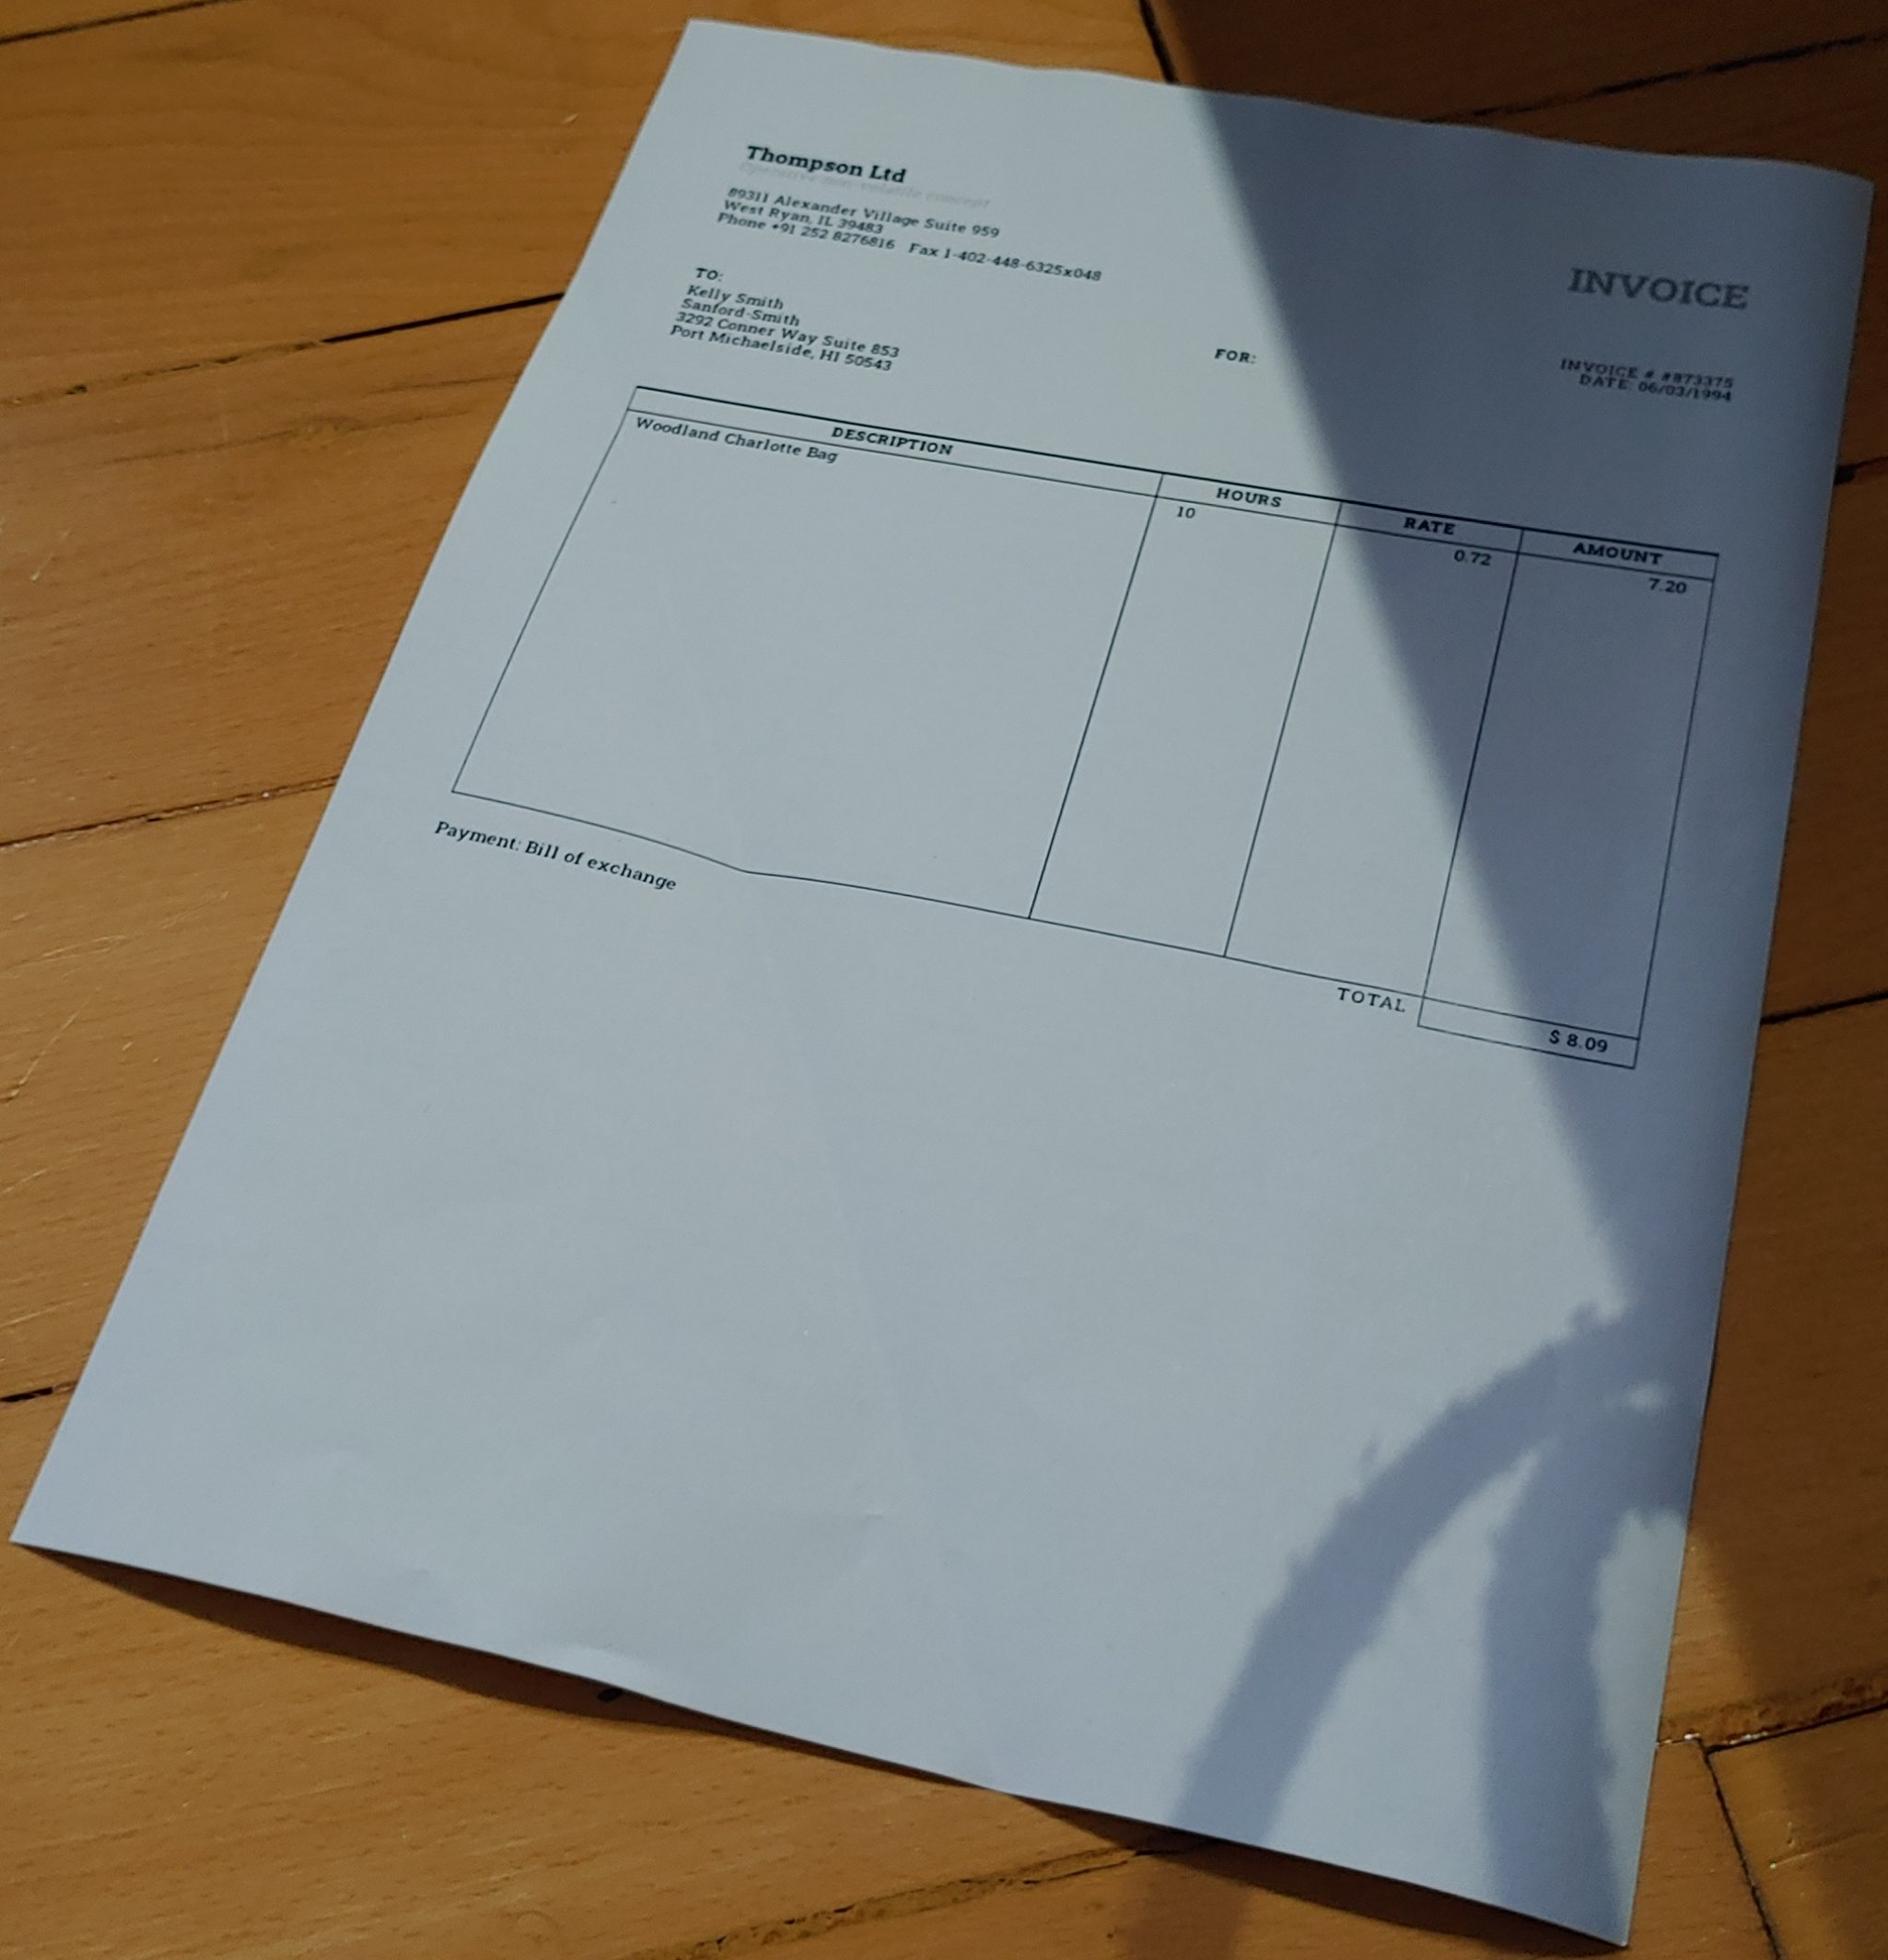 Thompson Ltd
Operative non-volatile concept
89311 Alexander Village Suite 959
West Ryan, IL 39483
Phone +91 252 8276816 Fax 1-402-448-6325x048
INVOICE
TO:
Kelly Smith
Sanford-Smith
3292 Conner Way Suite 853
Port Michaelside, HI 50543
FOR:
INVOICE # #873375
DATE: 06/03/1994
DESCRIPTION HOURS RATE AMOUNT
Woodland Charlotte Bag 10 0.72 7.20
TOTAL $ 8.09
Payment: Bill of exchange